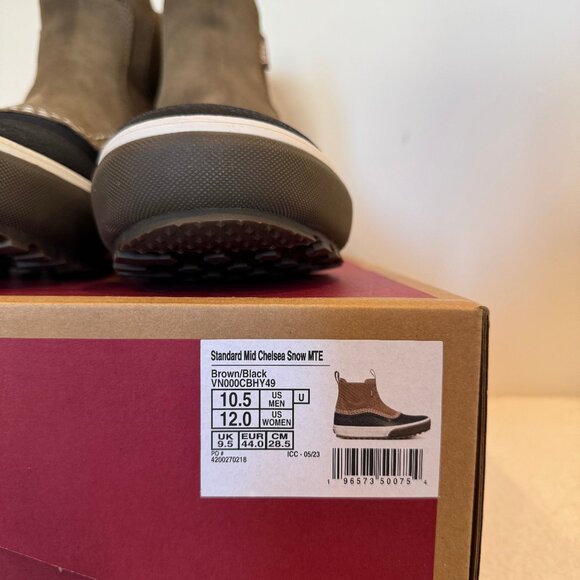 Standard Mid Chelsea Snow MTE
Brown/Black
VN000CBHY49
10.5 US MEN U
12.0 US WOMEN
UK 9.5 EUR 44.0 CM 28.5
PO #
4200270218
ICC - 05/23
1 96573 50075 4